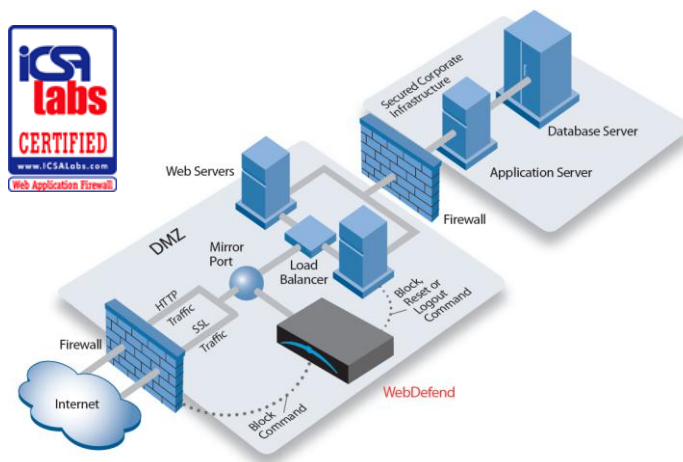 iCSA
labs
CERTIFIED
www.ICSALabs.com
Web Application Firewall
Secured Corporate
Infrastructure
Database Server
Application Server
Firewall
Web Servers
DMZ
Mirror
Port
Load
Balancer
HTTP
Traffic
SSL
Traffic
Block,
Reset or
Logout
Command
Firewall
Internet
WebDefend
Block
Command